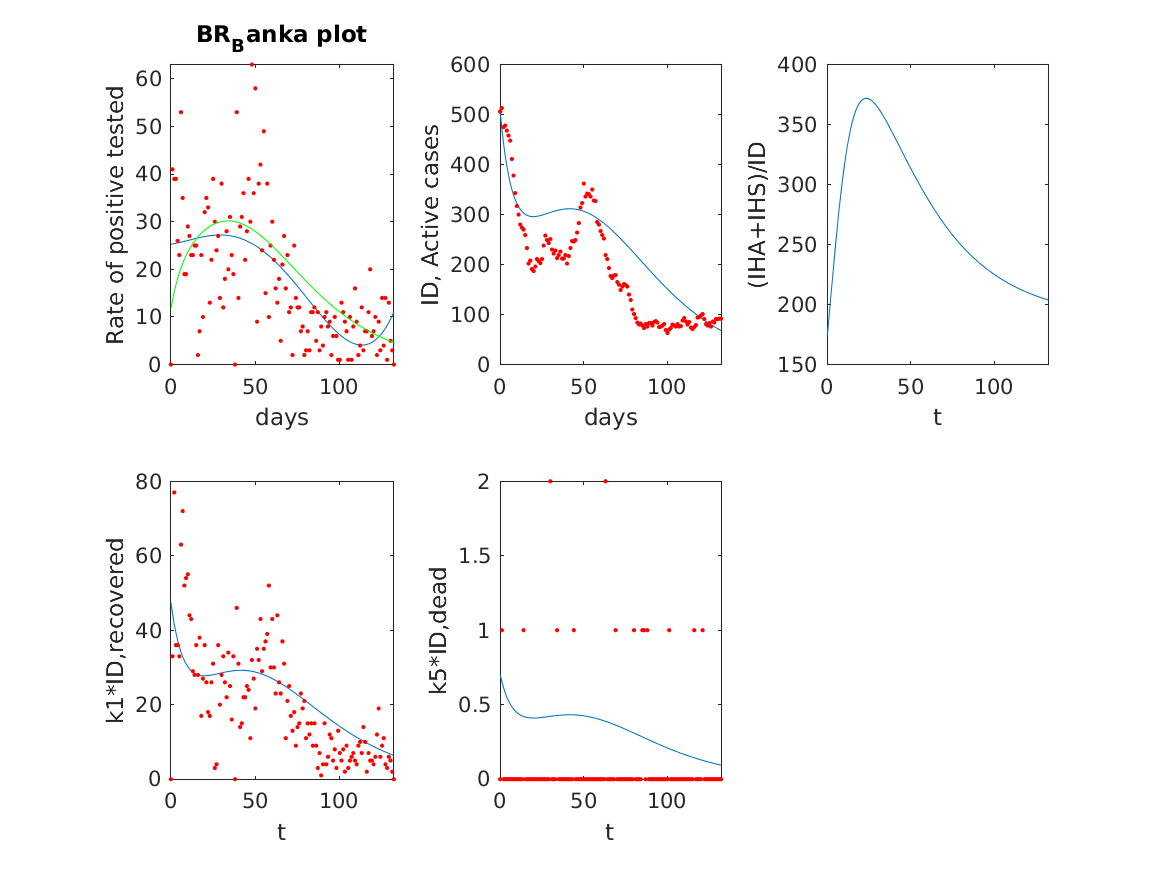 BR_Banka plot
Rate of positive tested
0
10
20
30
40
50
60
0 50 100
days
ID, Active cases
0
100
200
300
400
500
600
0 50 100
days
(IHA+IHS)/ID
150
200
250
300
350
400
0 50 100
t
k1*ID,recovered
0
20
40
60
80
0 50 100
t
k5*ID,dead
0
0.5
1
1.5
2
0 50 100
t